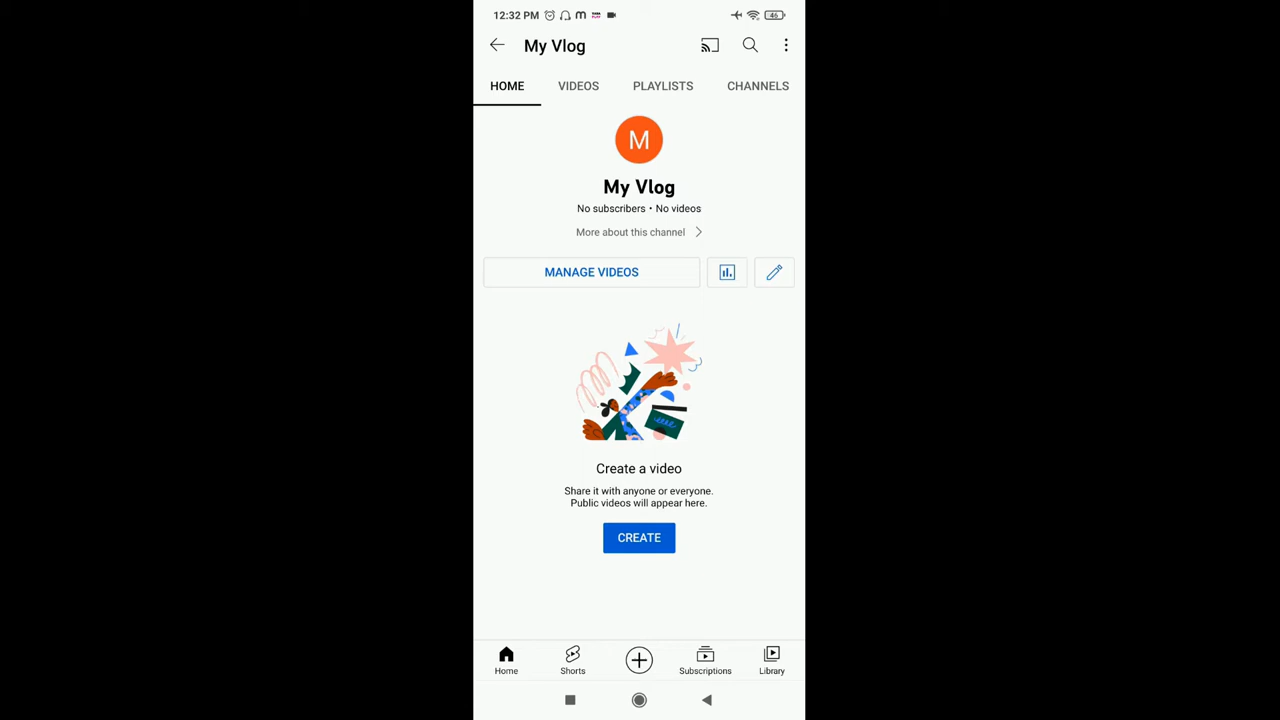 12:32 PM
46
My Vlog
HOME VIDEOS PLAYLISTS CHANNELS
M
My Vlog
No subscribers • No videos
More about this channel
MANAGE VIDEOS
Create a video
Share it with anyone or everyone.
Public videos will appear here.
CREATE
Home Shorts Subscriptions Library